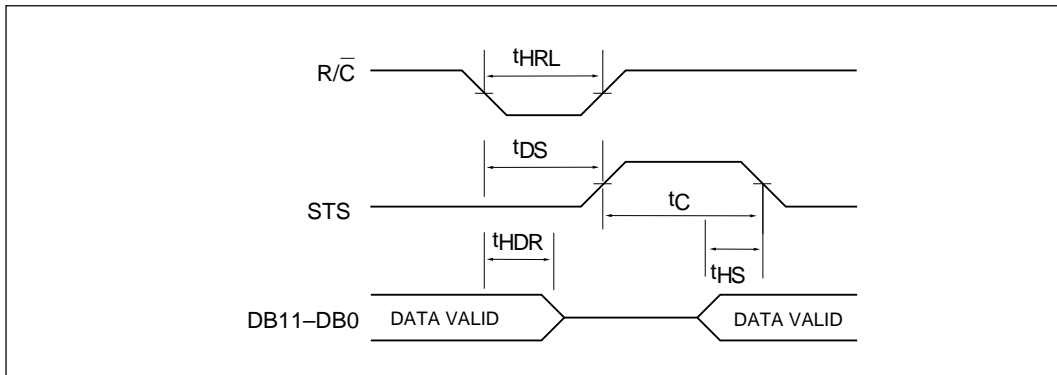 R/C̅
tHRL
tDS
STS
tC
tHDR
tHS
DB11–DB0
DATA VALID
DATA VALID